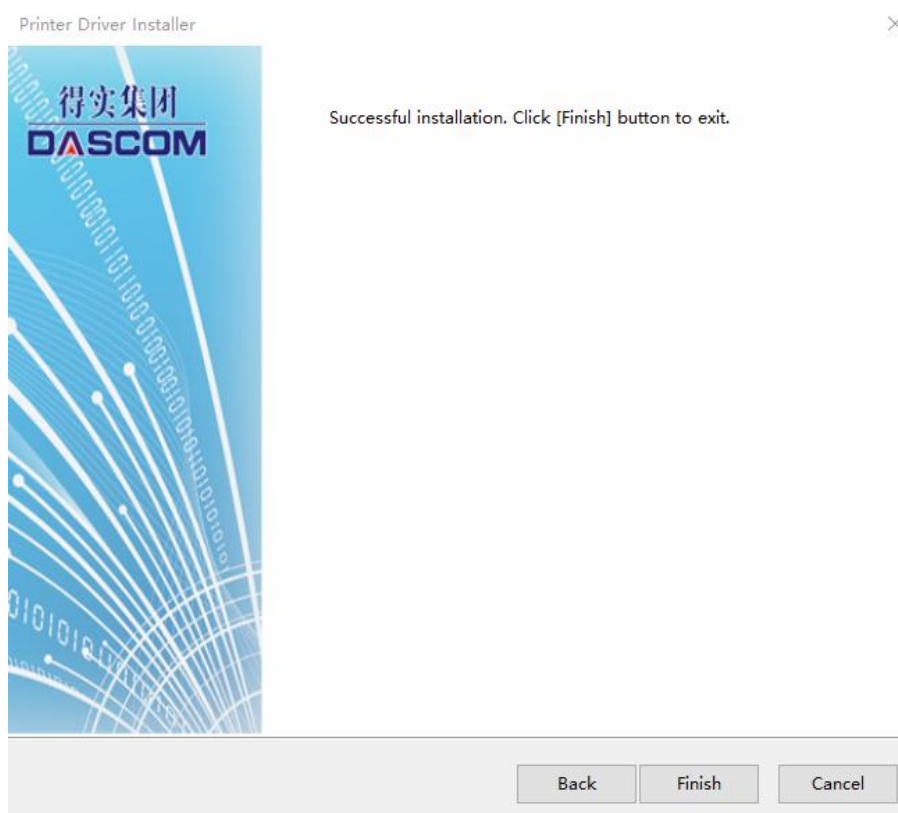 Printer Driver Installer
得实集团
DASCOM
Successful installation. Click [Finish] button to exit.
Back
Finish
Cancel